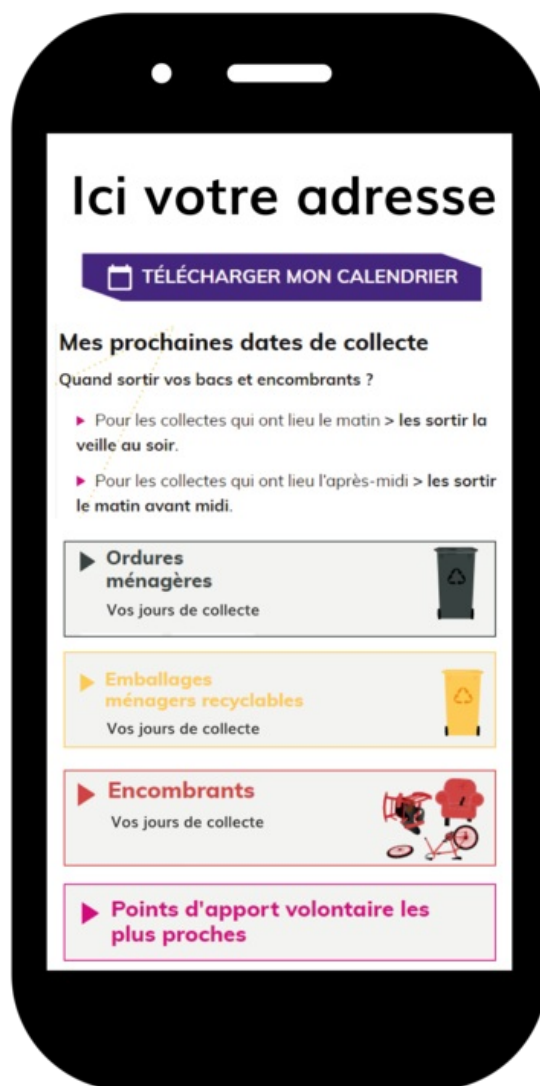 Ici votre adresse
TÉLÉCHARGER MON CALENDRIER
Mes prochaines dates de collecte
Quand sortir vos bacs et encombrants ?
Pour les collectes qui ont lieu le matin > les sortir la
veille au soir.
Pour les collectes qui ont lieu l'après-midi > les sortir
le matin avant midi.
Ordures
ménagères
Vos jours de collecte
Emballages
ménagers recyclables
Vos jours de collecte
Encombrants
Vos jours de collecte
Points d'apport volontaire les
plus proches